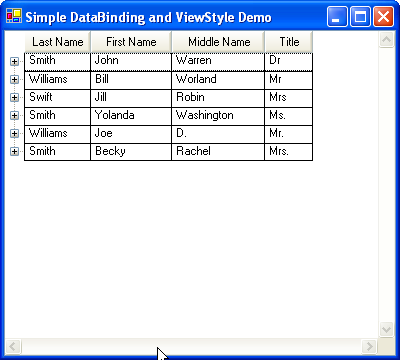 Simple DataBinding and ViewStyle Demo
Last Name First Name Middle Name Title
Smith John Warren Dr
Williams Bill Worland Mr
Swift Jill Robin Mrs
Smith Yolanda Washington Ms.
Williams Joe D. Mr.
Smith Becky Rachel Mrs.